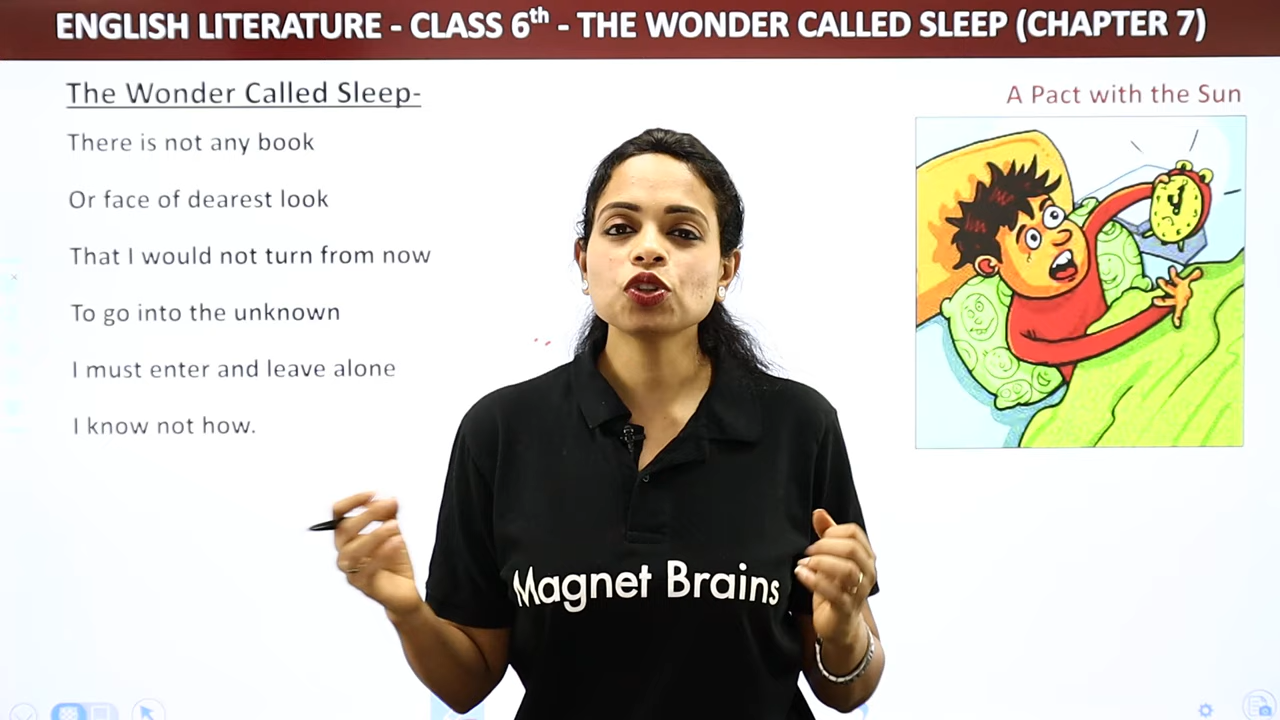 ENGLISH LITERATURE - CLASS 6th - THE WONDER CALLED SLEEP (CHAPTER 7)
The Wonder Called Sleep-
A Pact with the Sun
There is not any book
Or face of dearest look
That I would not turn from now
To go into the unknown
I must enter and leave alone
I know not how.
Magnet Brains